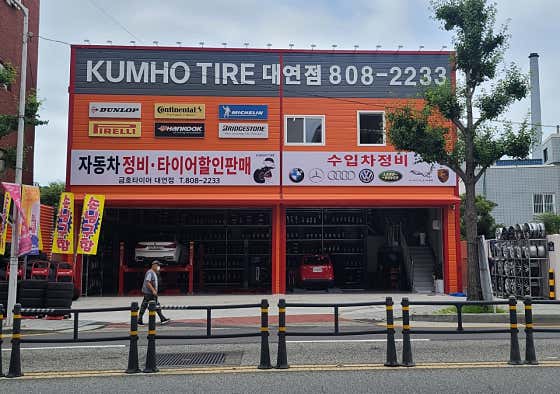 KUMHO TIRE 대연점 808-2233
DUNLOP
Continental
MICHELIN
PIRELLI
HANKOOK
BRIDGESTONE
자동차 정비·타이어할인판매
금호타이어 대연점 T.808-2233
수입차정비